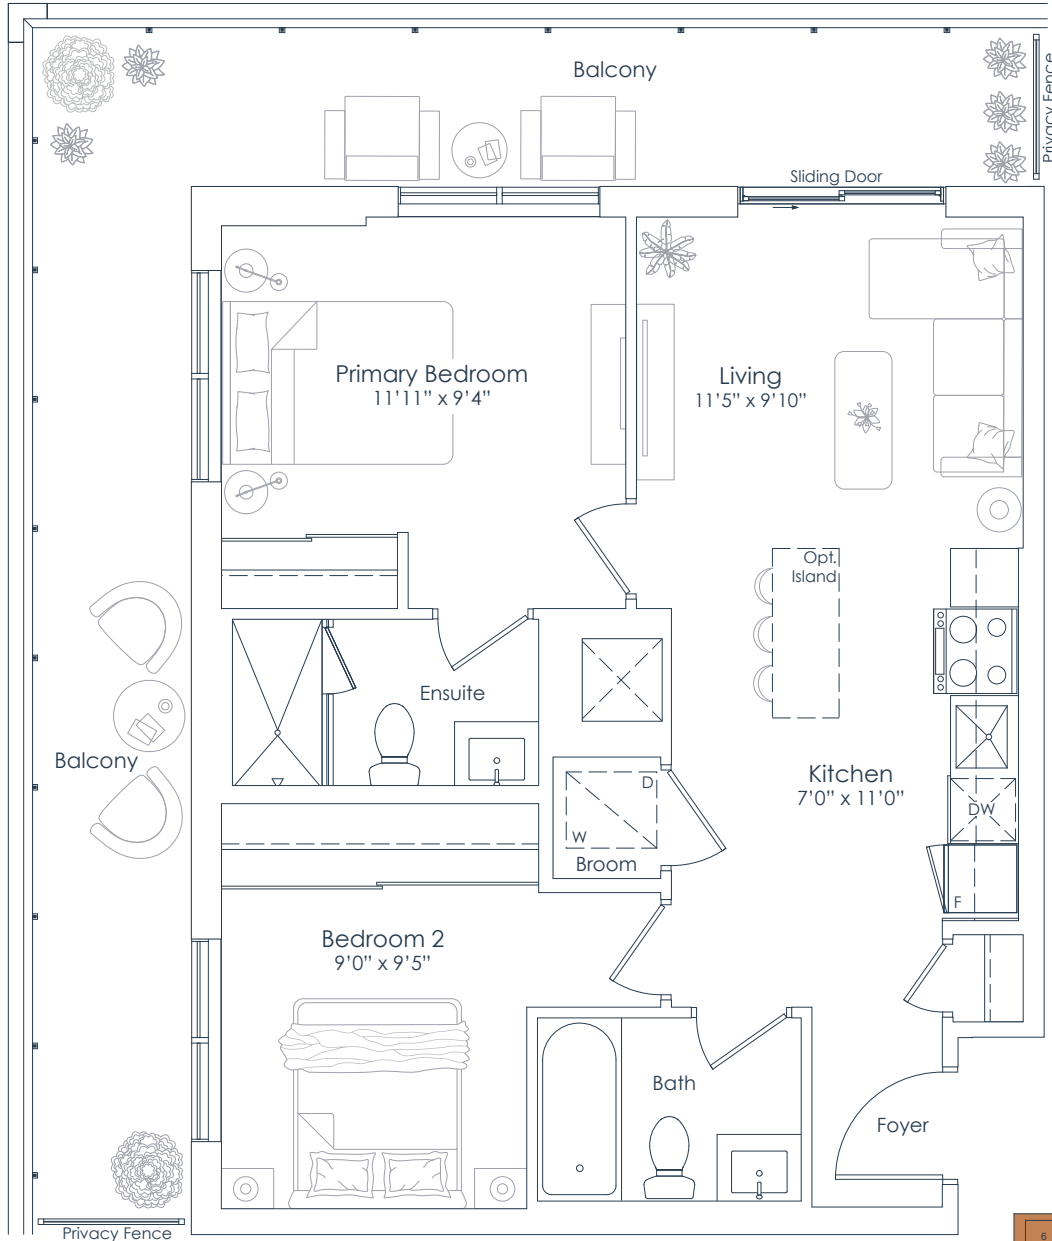 Balcony
Privacy Fence
Sliding Door
Primary Bedroom
11'11" x 9'4"
Living
11'5" x 9'10"
Opt.
Island
Ensuite
Balcony
Kitchen
7'0" x 11'0"
D
W
DW
Broom
F
Bedroom 2
9'0" x 9'5"
Bath
Foyer
Privacy Fence
6